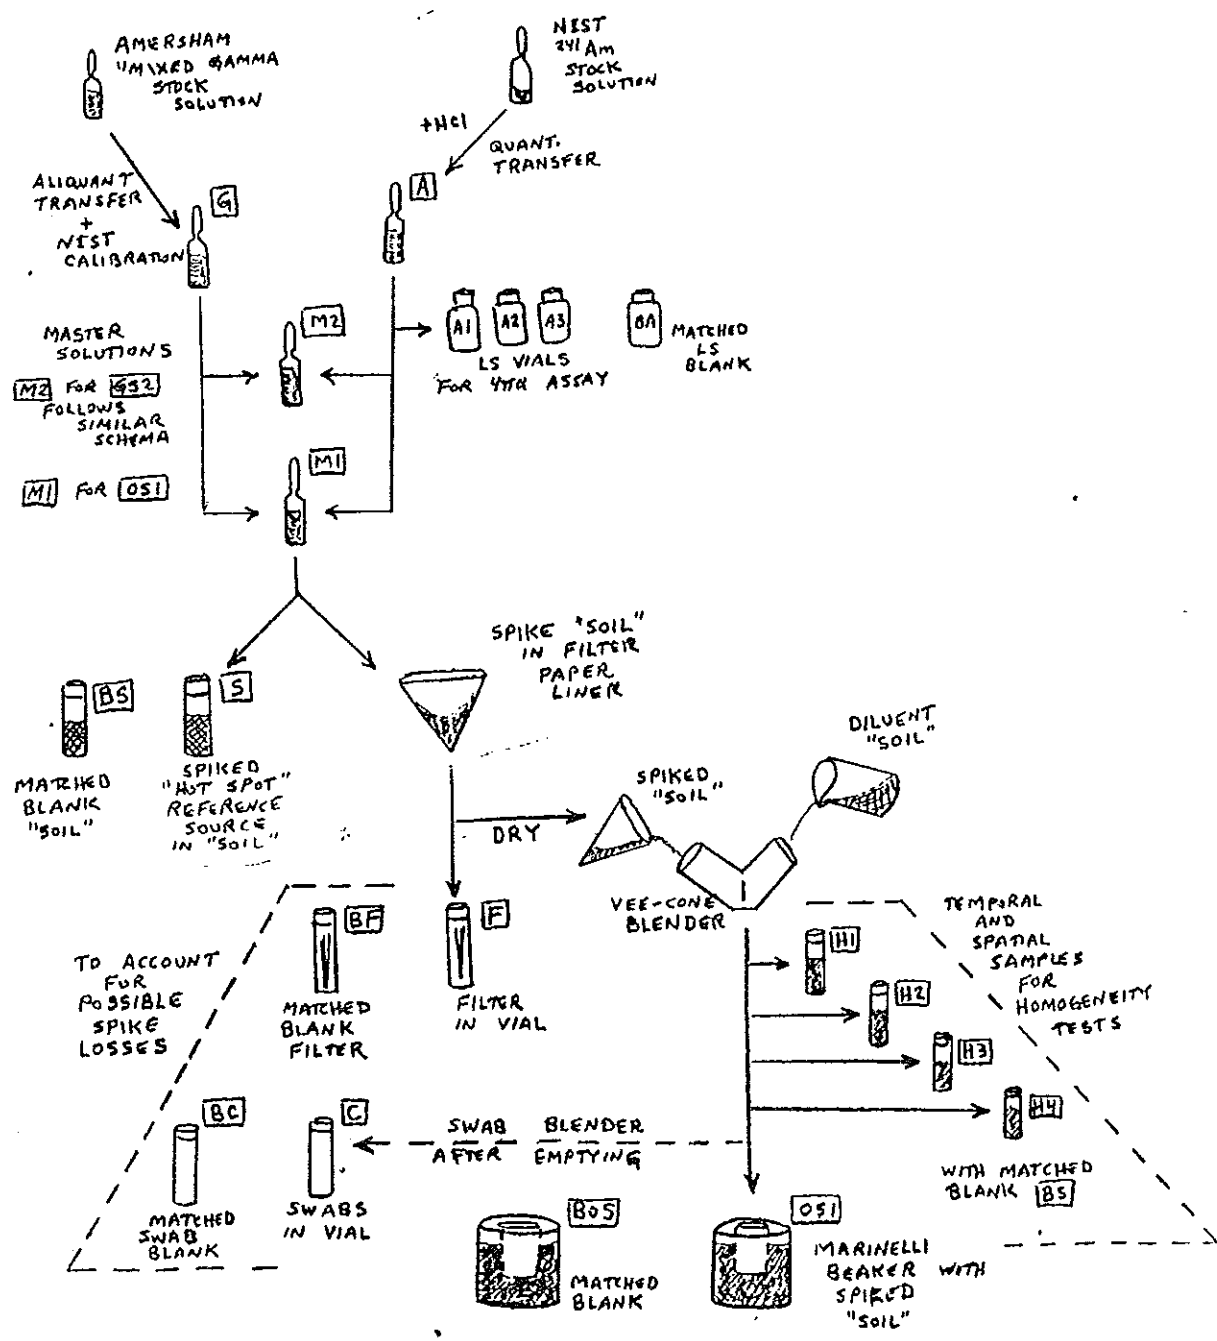 AMERSHAM
"MIXED GAMMA
STOCK
SOLUTION
NIST
241Am
STOCK
SOLUTION
+HCl
QUANT.
TRANSFER
ALIQUANT
TRANSFER
+
NIST
CALIBRATION
G
A
MASTER
SOLUTIONS
M2 FOR GS2
FOLLOWS
SIMILAR
SCHEMA
M1 FOR OS1
M2
M1
A1
A2
A3
BA
LS VIALS
FOR 4πα ASSAY
MATCHED
LS
BLANK
SPIKE "SOIL"
IN FILTER
PAPER
LINER
BS
S
MATCHED
BLANK
"SOIL"
SPIKED
"HOT SPOT"
REFERENCE
SOURCE
IN "SOIL"
DILUENT
"SOIL"
SPIKED
"SOIL"
DRY
VEE-CONE
BLENDER
TO ACCOUNT
FOR
POSSIBLE
SPIKE
LOSSES
BF
F
MATCHED
BLANK
FILTER
FILTER
IN VIAL
TEMPORAL
AND
SPATIAL
SAMPLES
FOR
HOMOGENEITY
TESTS
H1
H2
H3
H4
WITH MATCHED
BLANK BS
BC
C
MATCHED
SWAB
BLANK
SWABS
IN VIAL
SWAB BLENDER
AFTER EMPTYING
BOS
MATCHED
BLANK
OS1
MARINELLI
BEAKER WITH
SPIKED
"SOIL"